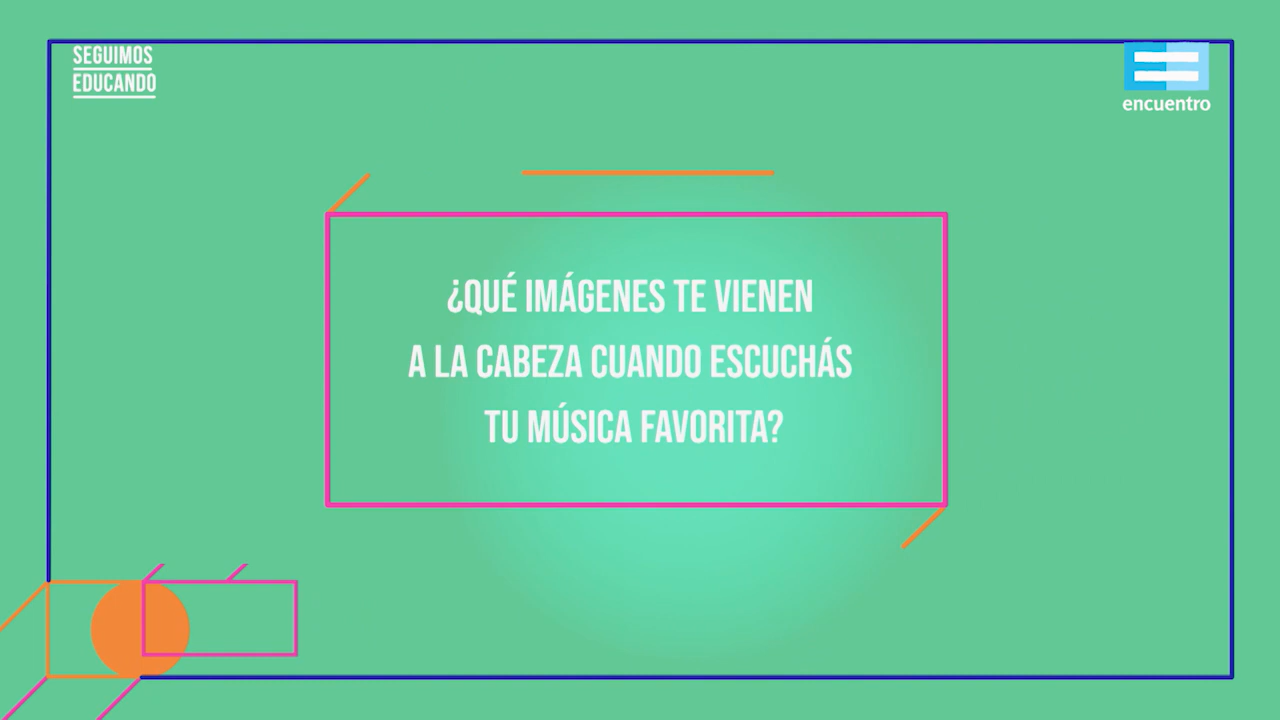 SEGUIMOS
EDUCANDO
encuentro
¿QUÉ IMÁGENES TE VIENEN
A LA CABEZA CUANDO ESCUCHÁS
TU MÚSICA FAVORITA?